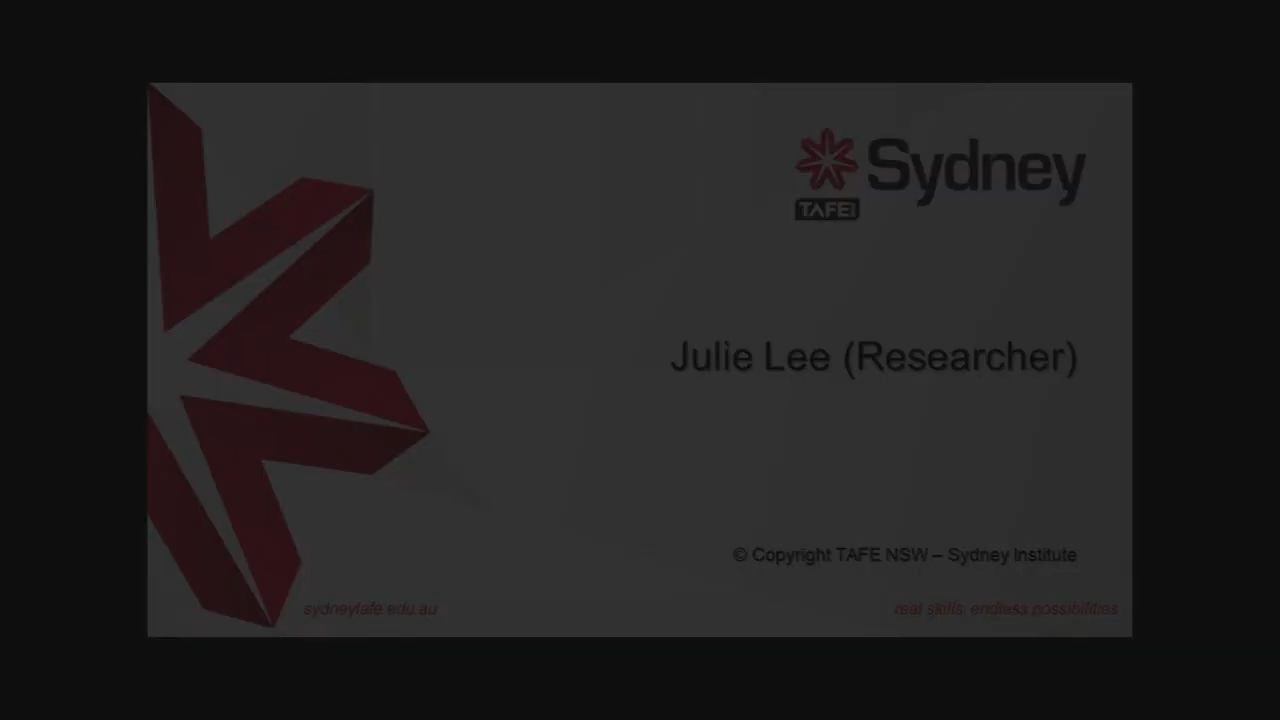 Sydney
TAFE
Julie Lee (Researcher)
© Copyright TAFE NSW – Sydney Institute
sydneytafe.edu.au
real skills. endless possibilities